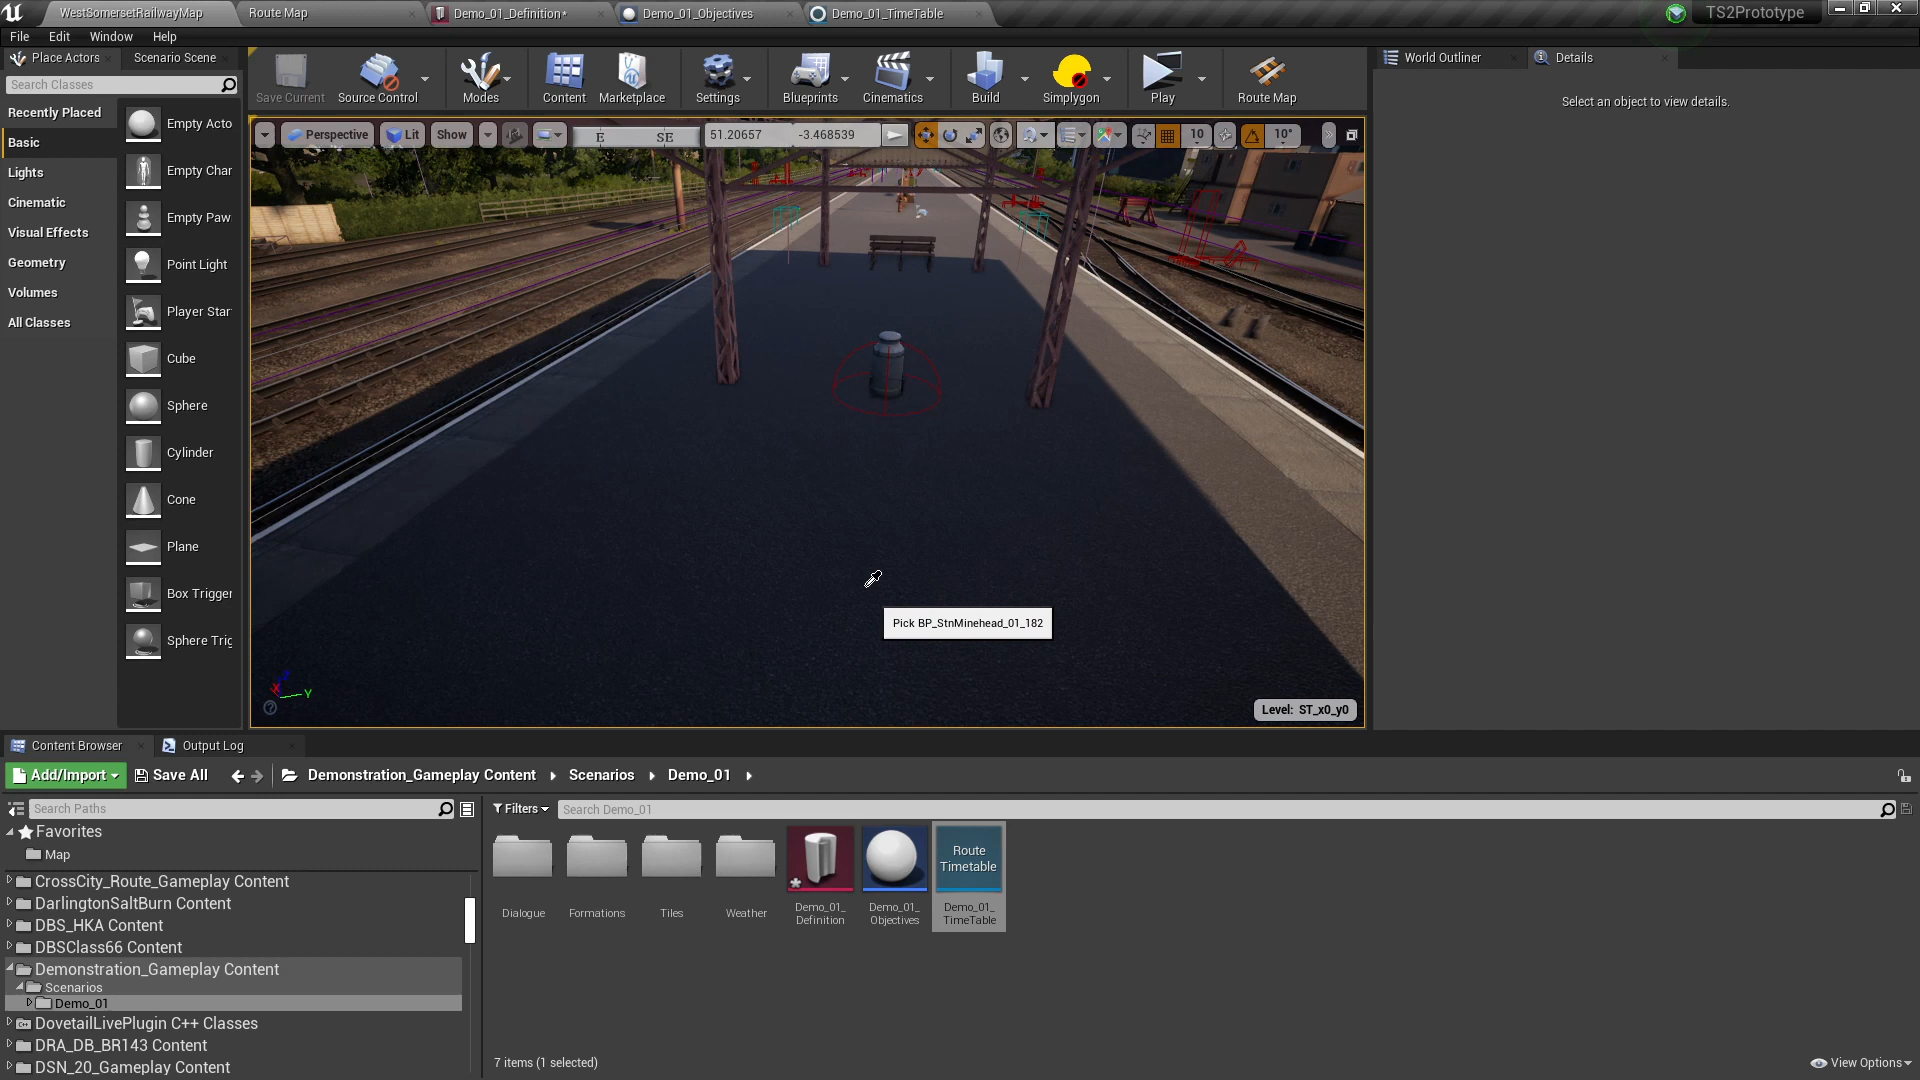 WestSomersetRailwayMap
Route Map
Demo_01_Definition*
Demo_01_Objectives
Demo_01_TimeTable
TS2Prototype
File
Edit
Window
Help
Place Actors
Scenario Scene
Search Classes
Recently Placed
Basic
Lights
Cinematic
Visual Effects
Geometry
Volumes
All Classes
Empty Acto
Empty Char
Empty Paw
Point Light
Player Star
Cube
Sphere
Cylinder
Cone
Plane
Box Trigger
Sphere Trig
Save Current
Source Control
Modes
Content
Marketplace
Settings
Blueprints
Cinematics
Build
Simplygon
Play
Route Map
Perspective
Lit
Show
E
SE
51.20657
-3.468539
10
10°
Pick BP_StnMinehead_01_182
X
Y
Level: ST_x0_y0
World Outliner
Details
Select an object to view details.
Content Browser
Output Log
Add/Import
Save All
Demonstration_Gameplay Content
Scenarios
Demo_01
Search Paths
Favorites
Map
CrossCity_Route_Gameplay Content
DarlingtonSaltBurn Content
DBS_HKA Content
DBSClass66 Content
Demonstration_Gameplay Content
Scenarios
Demo_01
DovetailLivePlugin C++ Classes
DRA_DB_BR143 Content
DSN_20_Gameplay Content
Filters
Search Demo_01
Dialogue
Formations
Tiles
Weather
Demo_01_
Definition
Demo_01_
Objectives
Route
Timetable
Demo_01_
TimeTable
7 items (1 selected)
View Options